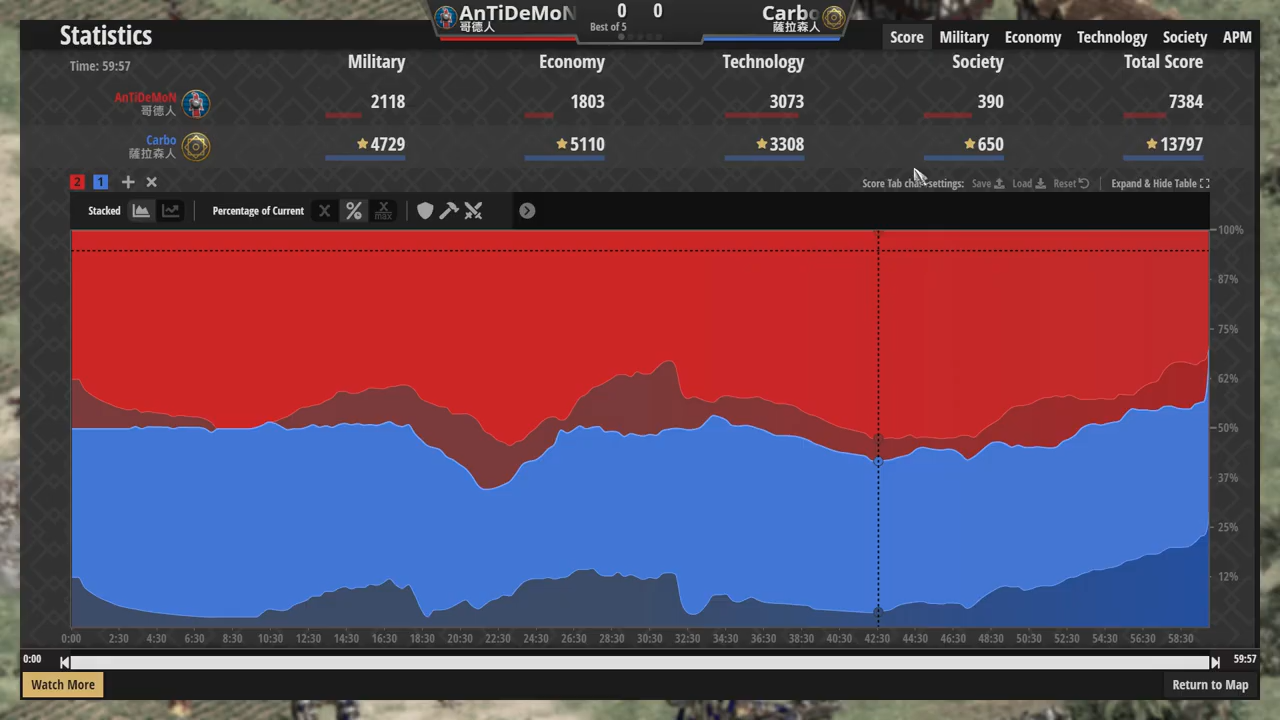 AnTiDeMoN
哥德人
0 0
Best of 5
Carbo
薩拉森人
Statistics
Score Military Economy Technology Society APM
Time: 59:57
Military Economy Technology Society Total Score
AnTiDeMoN
哥德人
2118 1803 3073 390 7384
Carbo
薩拉森人
4729 5110 3308 650 13797
2 1
Score Tab chart settings: Save Load Reset Expand & Hide Table
Stacked Percentage of Current X % X/max
100%
87%
75%
62%
50%
37%
25%
12%
0:00 2:30 4:30 6:30 8:30 10:30 12:30 14:30 16:30 18:30 20:30 22:30 24:30 26:30 28:30 30:30 32:30 34:30 36:30 38:30 40:30 42:30 44:30 46:30 48:30 50:30 52:30 54:30 56:30 58:30
0:00 59:57
Watch More Return to Map